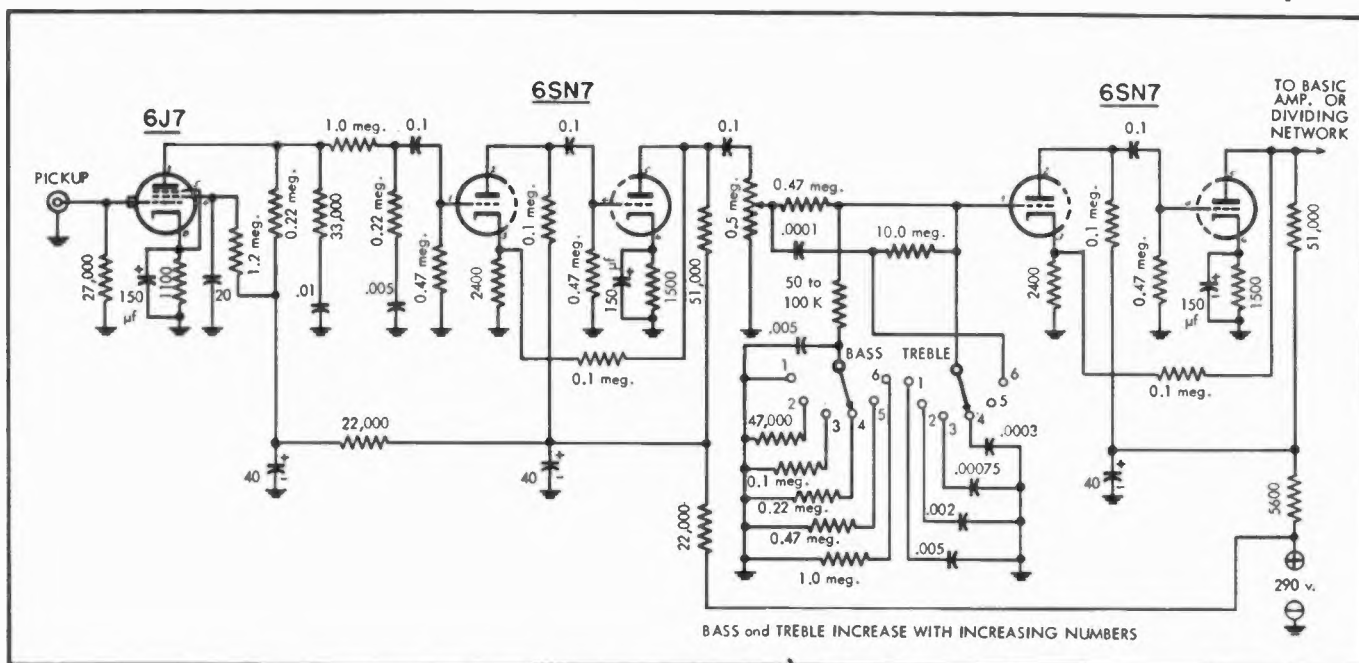 6J7
6SN7
6SN7
TO BASIC
AMP. OR
DIVIDING
NETWORK
PICKUP
1.0 meg.
0.1
0.1
0.1
0.1
27,000
150
µf
1100
20
1.2 meg.
0.22 meg.
33,000
.01
0.22 meg.
.005
0.47 meg.
2400
0.1 meg.
0.47 meg.
150
µf
1500
51,000
0.1 meg.
0.5 meg.
0.47 meg.
.0001
10.0 meg.
50 to
100 K
.005
BASS
TREBLE
1
2
3
4
5
6
1
2
3
4
5
6
47,000
0.1 meg.
0.22 meg.
0.47 meg.
1.0 meg.
.0003
.00075
.002
.005
2400
0.1 meg.
0.47 meg.
150
µf
1500
51,000
0.1 meg.
22,000
40
+
-
40
+
-
22,000
40
+
-
5600
+
290 v.
-
BASS and TREBLE INCREASE WITH INCREASING NUMBERS